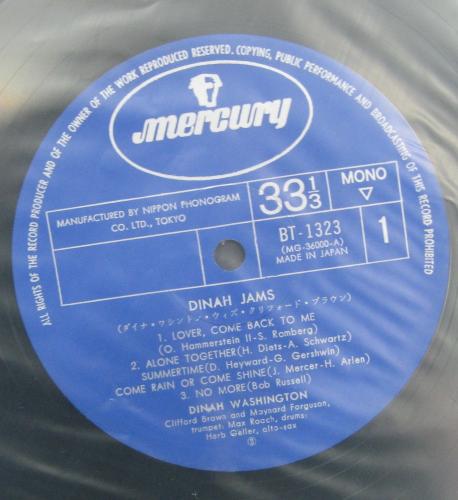 ALL RIGHTS OF THE RECORD PRODUCER AND OF THE OWNER OF THE WORK REPRODUCED RESERVED. COPYING, PUBLIC PERFORMANCE AND BROADCASTING OF THIS RECORD PROHIBITED
mercury
MANUFACTURED BY NIPPON PHONOGRAM
CO. LTD., TOKYO
33 1/3
MONO
BT-1323
(MG-36000-A)
MADE IN JAPAN
1
DINAH JAMS
(ダイナ・ワシントン・ウィズ・クリフォード・ブラウン)
1. LOVER, COME BACK TO ME
(O. Hammerstein II-S. Romberg)
2. ALONE TOGETHER(H. Diets-A. Schwartz)
SUMMERTIME(D. Heyward-G. Gershwin)
COME RAIN OR COME SHINE(J. Mercer-H. Arlen)
3. NO MORE(Bob Russell)
DINAH WASHINGTON
Clifford Brown and Maynard Ferguson,
trumpet: Max Roach, drums:
Herb Geller, alto-sax